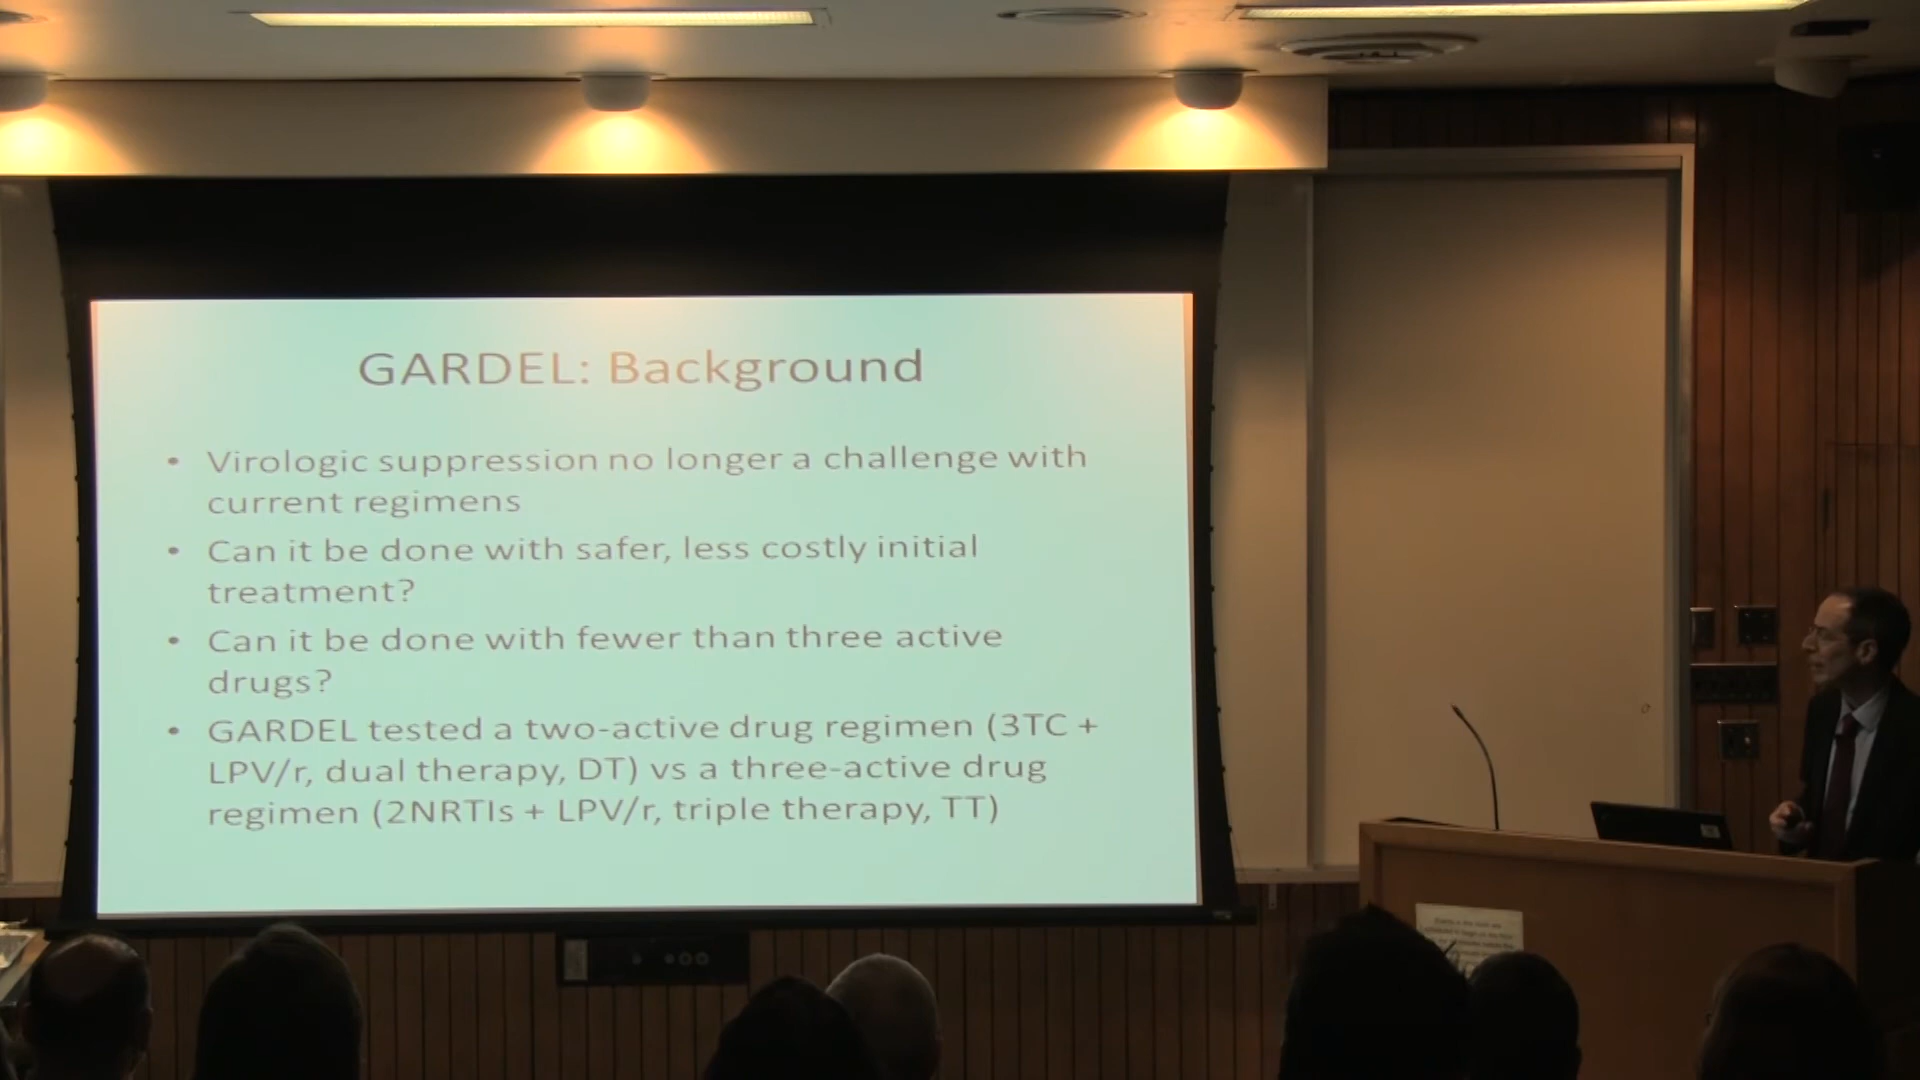 GARDEL: Background
• Virologic suppression no longer a challenge with
current regimens
• Can it be done with safer, less costly initial
treatment?
• Can it be done with fewer than three active
drugs?
• GARDEL tested a two-active drug regimen (3TC +
LPV/r, dual therapy, DT) vs a three-active drug
regimen (2NRTIs + LPV/r, triple therapy, TT)